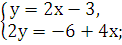 y = 2x − 3,
2y = −6 + 4x;